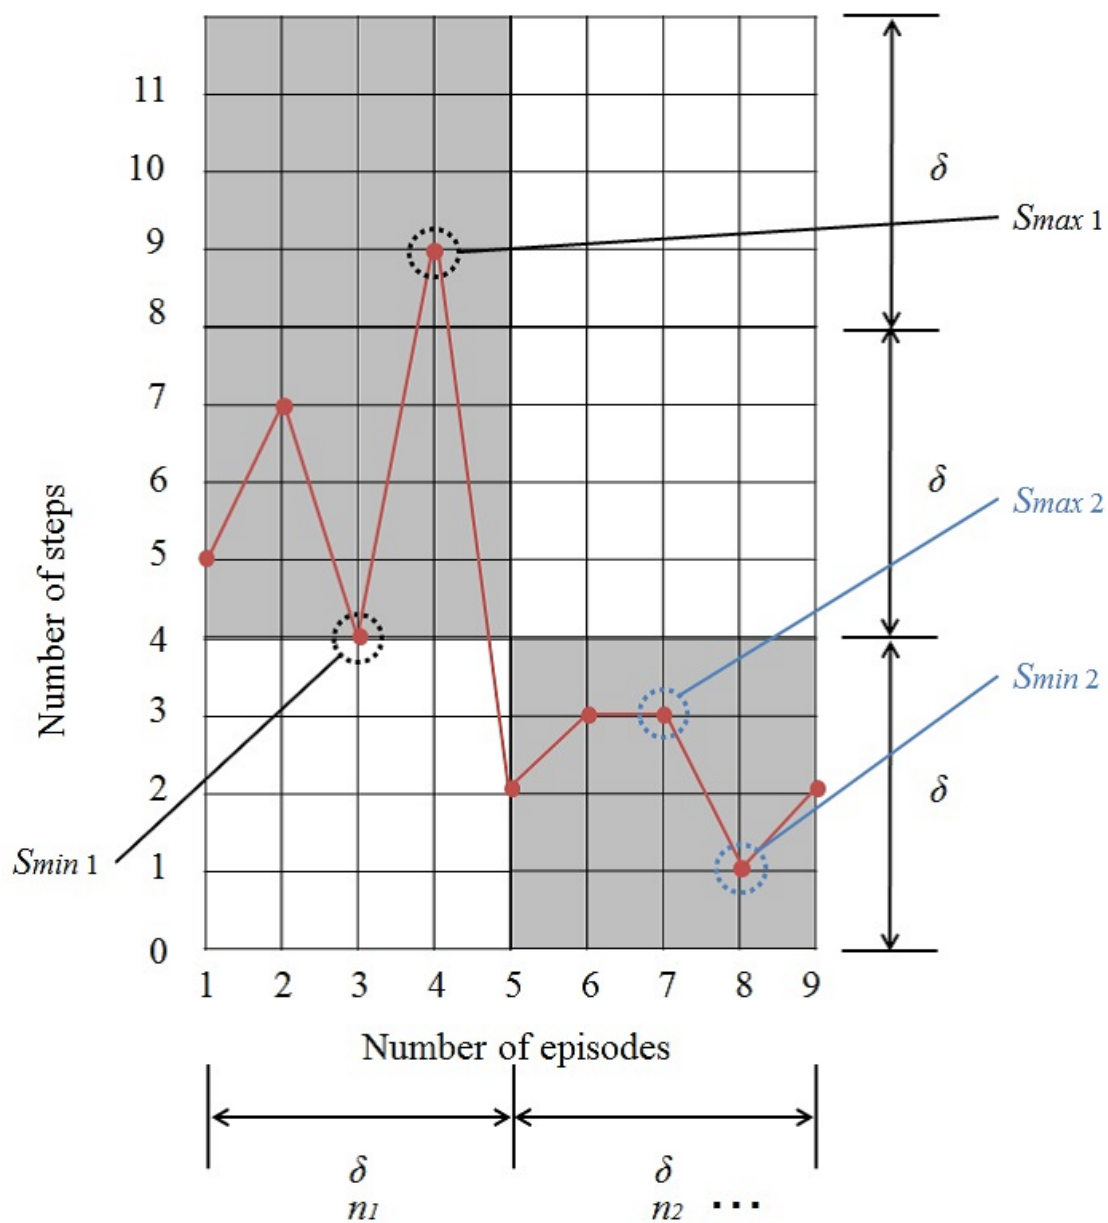 11
10
9
8
7
6
5
4
3
2
1
0
Number of steps
1 2 3 4 5 6 7 8 9
Number of episodes
δ
δ
δ
Smax 1
Smax 2
Smin 2
Smin 1
δ δ
n1 n2 ...